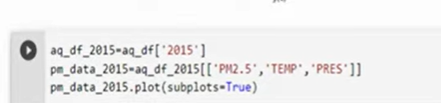 aq_df_2015=aq_df['2015']
pm_data_2015=aq_df_2015[['PM2.5','TEMP','PRES']]
pm_data_2015.plot(subplots=True)